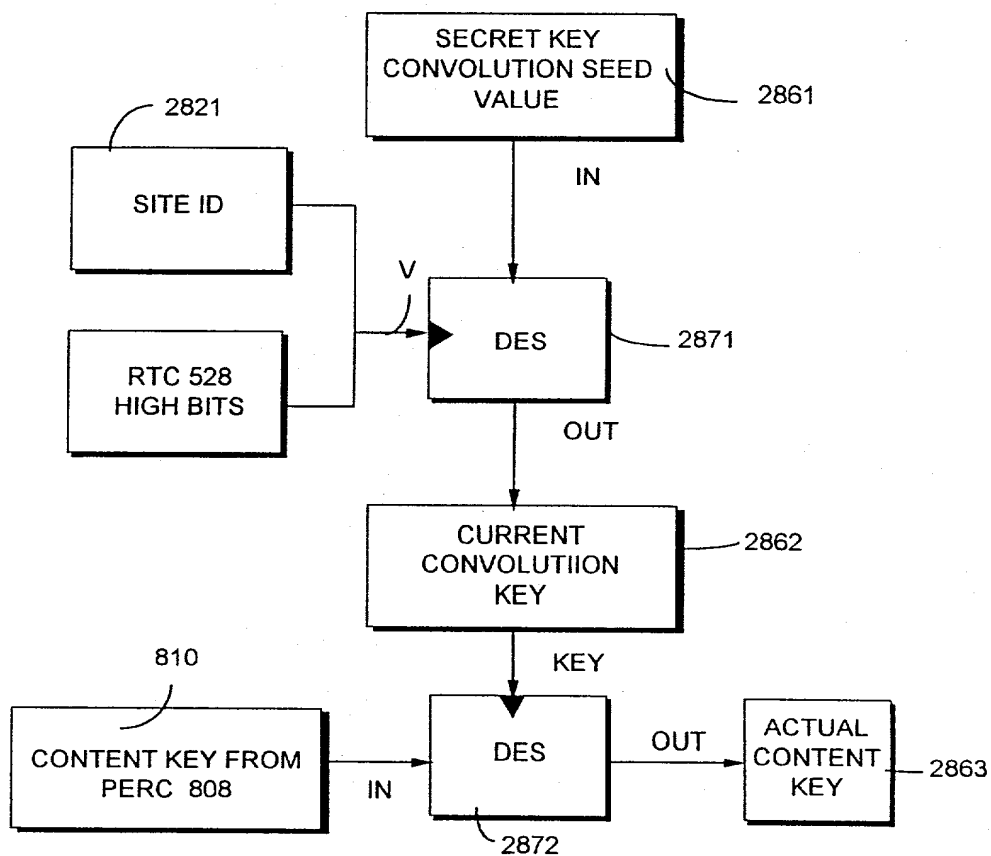 SECRET KEY
CONVOLUTION SEED
VALUE
2861
2821
IN
SITE ID
V
DES
2871
RTC 528
HIGH BITS
OUT
CURRENT
CONVOLUTIION
KEY
2862
810
KEY
CONTENT KEY FROM
PERC 808
IN
DES
OUT
ACTUAL
CONTENT
KEY
2863
2872